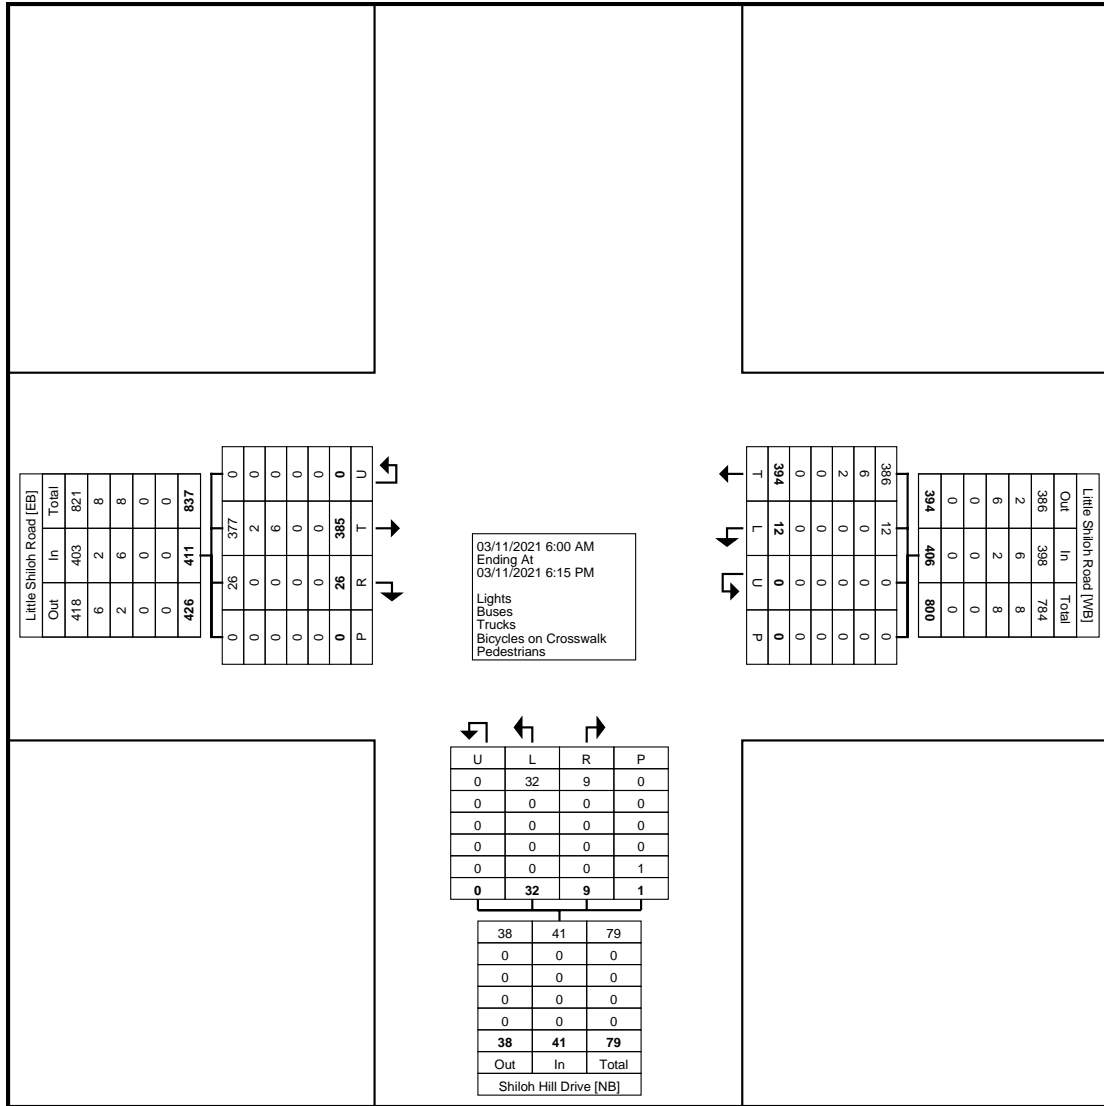 Little Shiloh Road [EB]
Out In Total
418 403 821
6 2 8
2 6 8
0 0 0
0 0 0
426 411 837
0 26 377 0
0 0 2 0
0 0 6 0
0 0 0 0
0 0 0 0
0 26 385 0
P R T U
03/11/2021 6:00 AM
Ending At
03/11/2021 6:15 PM
Lights
Buses
Trucks
Bicycles on Crosswalk
Pedestrians
Little Shiloh Road [WB]
Out In Total
386 398 784
2 6 8
6 2 8
0 0 0
0 0 0
394 406 800
386 12 0 0
6 0 0 0
2 0 0 0
0 0 0 0
0 0 0 0
394 12 0 0
T L U P
U L R P
0 32 9 0
0 0 0 0
0 0 0 0
0 0 0 0
0 0 0 1
0 32 9 1
38 41 79
0 0 0
0 0 0
0 0 0
0 0 0
38 41 79
Out In Total
Shiloh Hill Drive [NB]